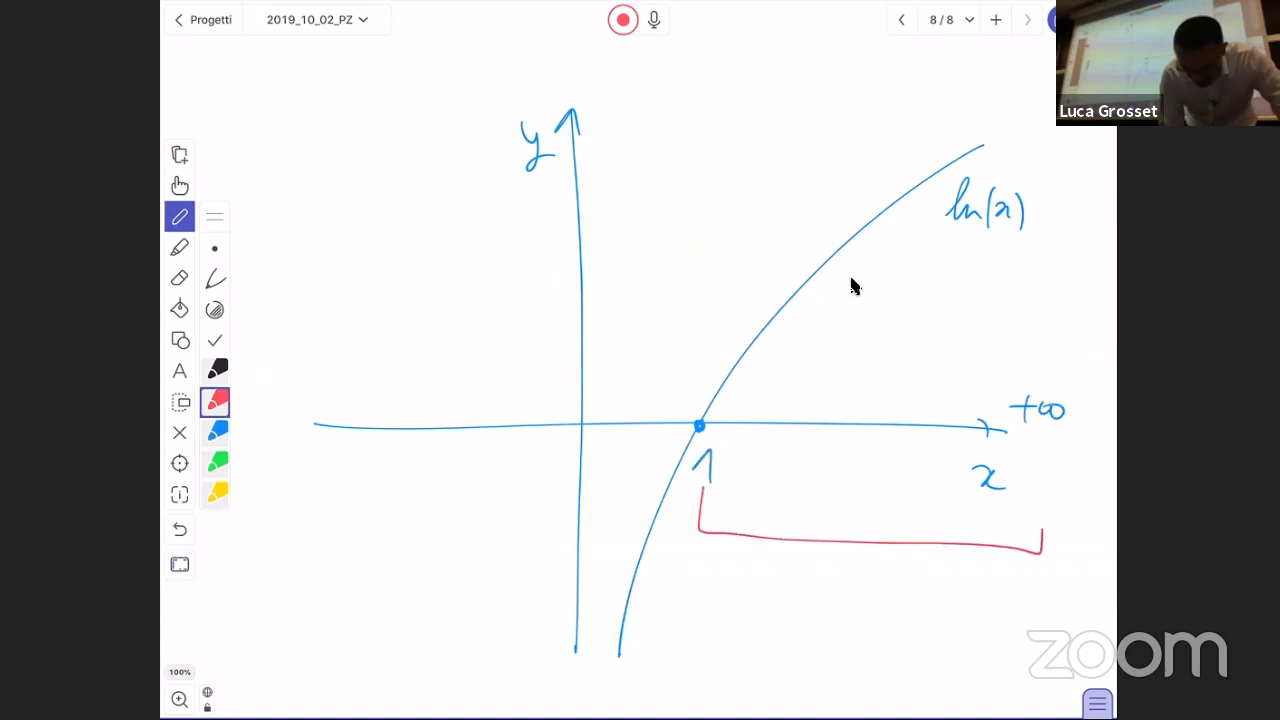 Progetti
2019_10_02_PZ
8/8
Luca Grosset
y
ln(x)
+∞
1
x
A
100%
zoom